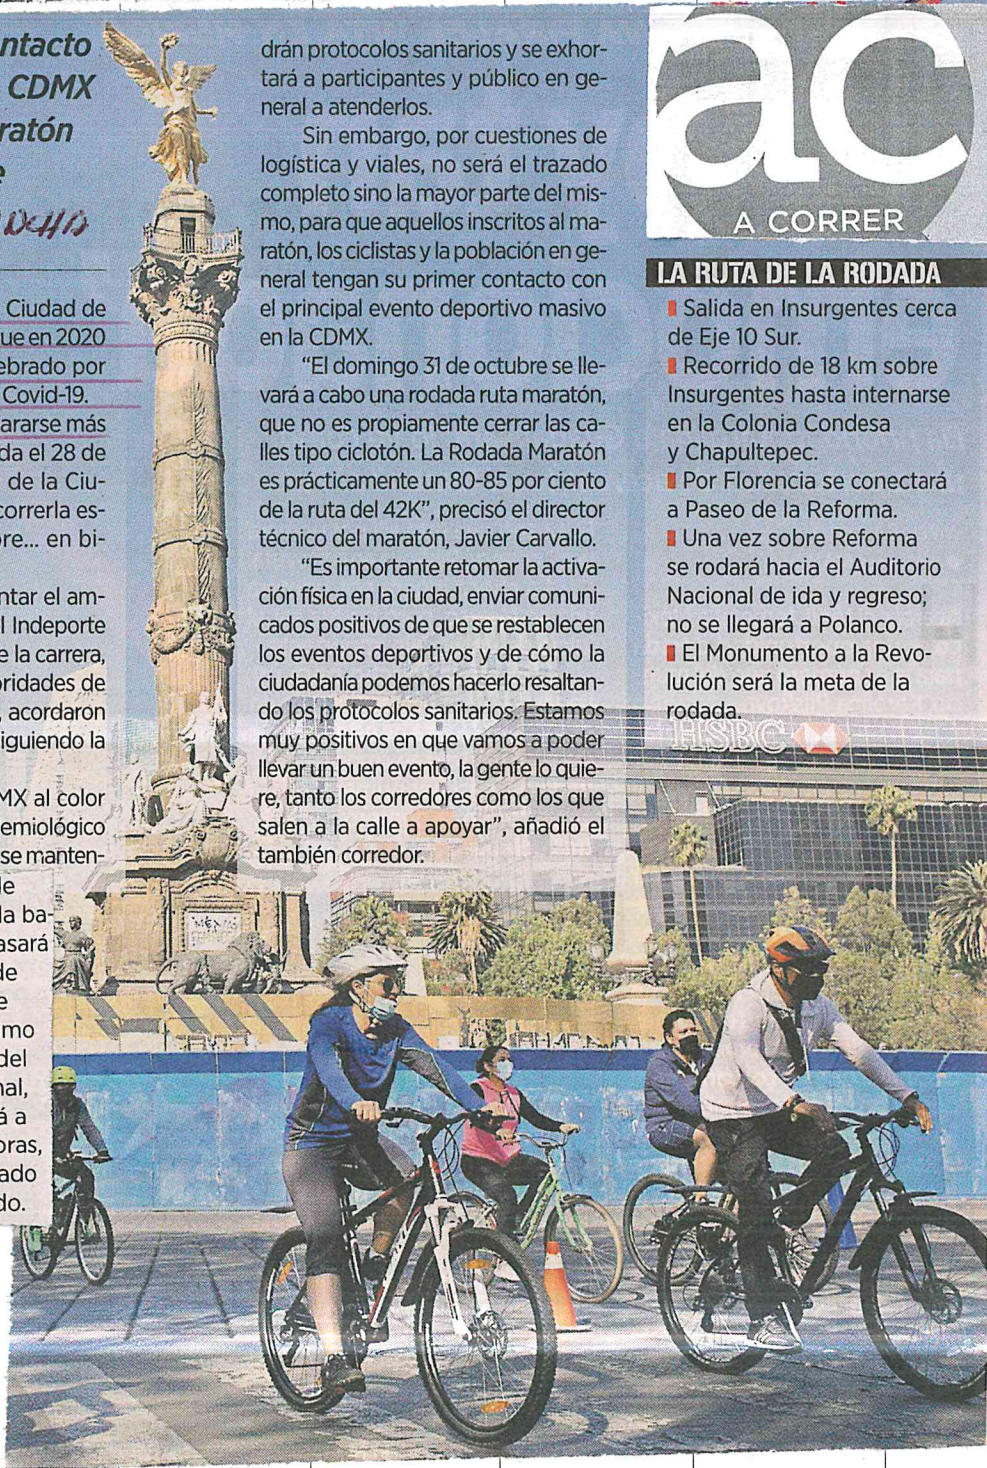 ntacto
CDMX
ratón
e
Ciudad de
ue en 2020
ebrado por
Covid-19.
ararse más
da el 28 de
de la Ciu-
correrla es-
re... en bi-
ntar el am-
l Indeporte
e la carrera,
oridades de
, acordaron
iguiendo la
MX al color
emiológico
se manten-
de
la ba-
asará
de
e
mo
del
nal,
á a
oras,
ado
do.
drán protocolos sanitarios y se exhor-
tará a participantes y público en ge-
neral a atenderlos.
Sin embargo, por cuestiones de
logística y viales, no será el trazado
completo sino la mayor parte del mis-
mo, para que aquellos inscritos al ma-
ratón, los ciclistas y la población en ge-
neral tengan su primer contacto con
el principal evento deportivo masivo
en la CDMX.
"El domingo 31 de octubre se lle-
vará a cabo una rodada ruta maratón,
que no es propiamente cerrar las ca-
lles tipo ciclotón. La Rodada Maratón
es prácticamente un 80-85 por ciento
de la ruta del 42K", precisó el director
técnico del maratón, Javier Carvallo.
"Es importante retomar la activa-
ción física en la ciudad, enviar comuni-
cados positivos de que se restablecen
los eventos deportivos y de cómo la
ciudadanía podemos hacerlo resaltan-
do los protocolos sanitarios. Estamos
muy positivos en que vamos a poder
llevar un buen evento, la gente lo quie-
re, tanto los corredores como los que
salen a la calle a apoyar", añadió el
también corredor.
ac
A CORRER
LA RUTA DE LA RODADA
Salida en Insurgentes cerca
de Eje 10 Sur.
Recorrido de 18 km sobre
Insurgentes hasta internarse
en la Colonia Condesa
y Chapultepec.
Por Florencia se conectará
a Paseo de la Reforma.
Una vez sobre Reforma
se rodará hacia el Auditorio
Nacional de ida y regreso;
no se llegará a Polanco.
El Monumento a la Revo-
lución será la meta de la
rodada.
HSBC